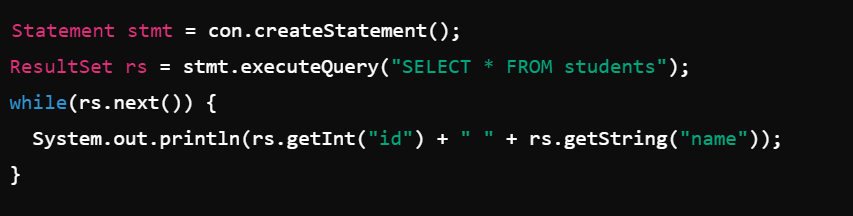 Statement stmt = con.createStatement();
ResultSet rs = stmt.executeQuery("SELECT * FROM students");
while(rs.next()) {
  System.out.println(rs.getInt("id") + " " + rs.getString("name"));
}